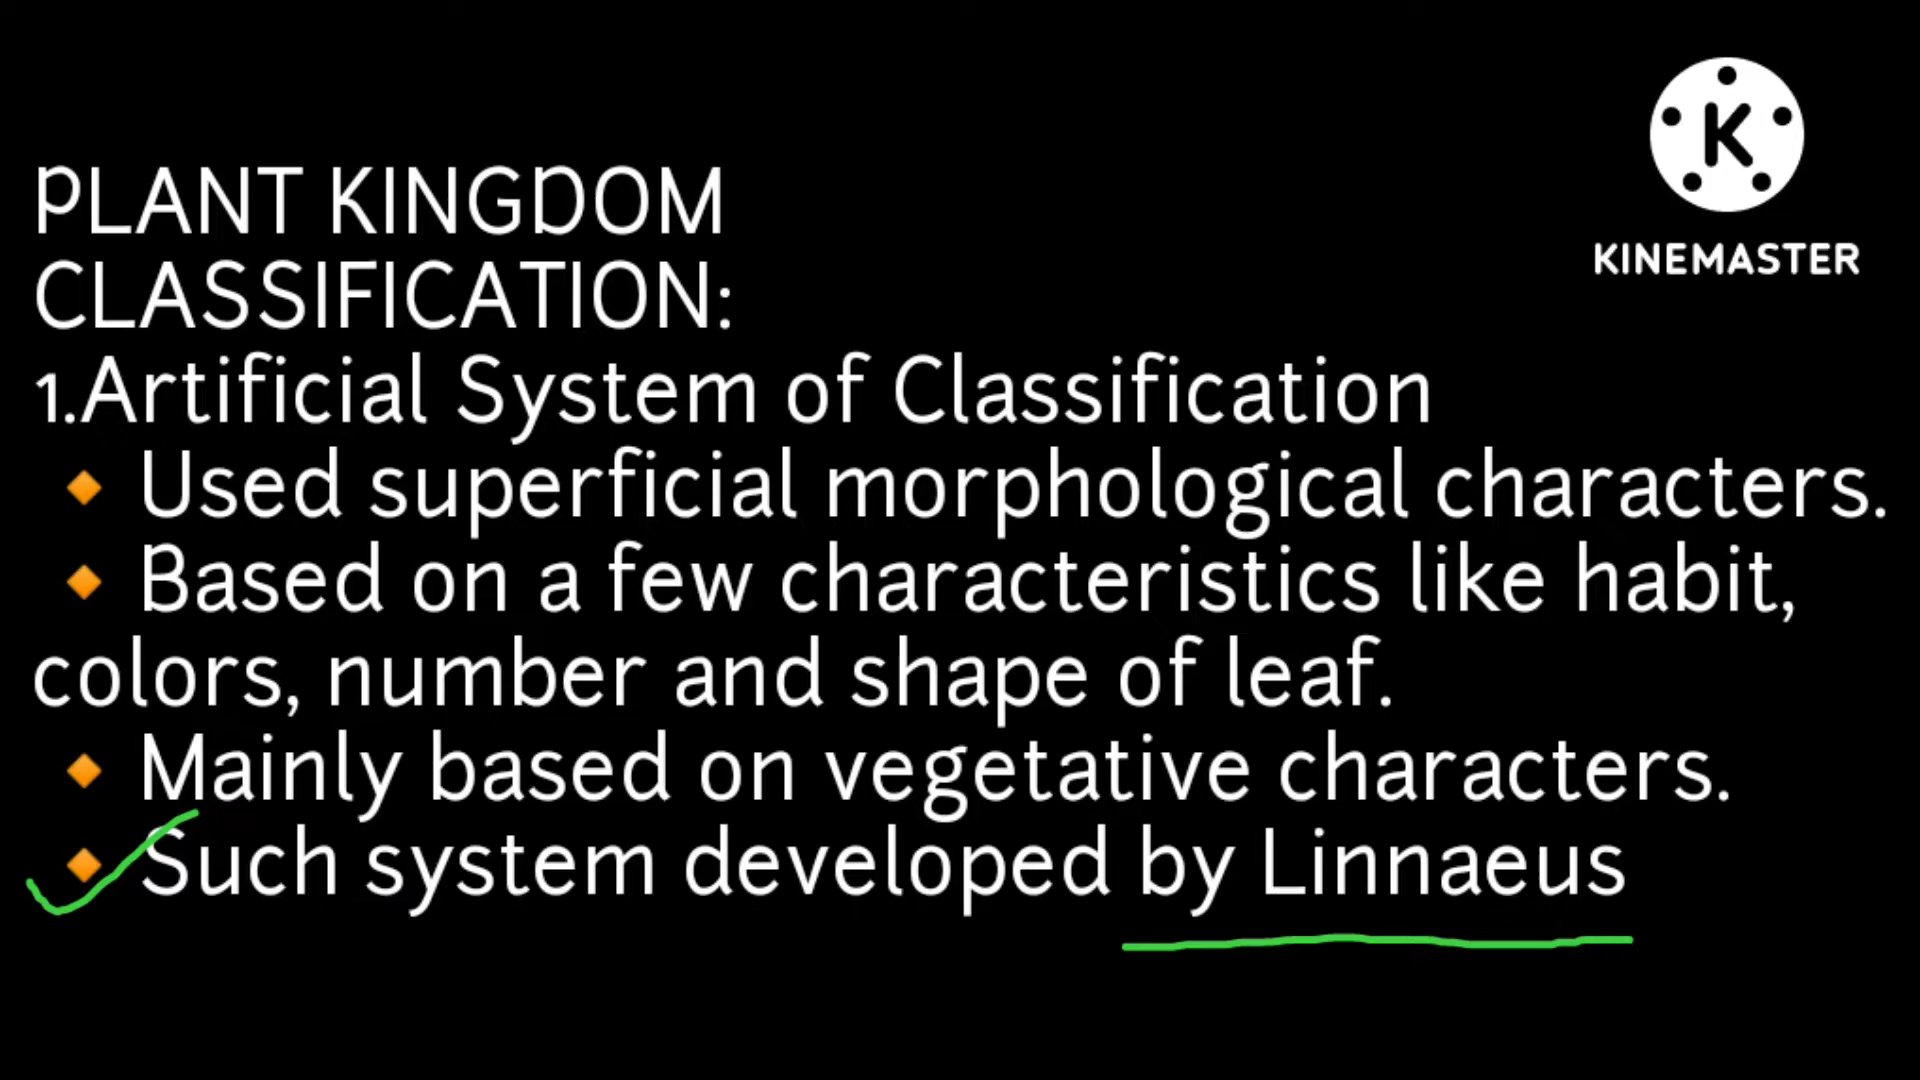 K
KINEMASTER
PLANT KINGDOM
CLASSIFICATION:
1.Artificial System of Classification
🔸 Used superficial morphological characters.
🔸 Based on a few characteristics like habit,
colors, number and shape of leaf.
🔸 Mainly based on vegetative characters.
🔸 Such system developed by Linnaeus